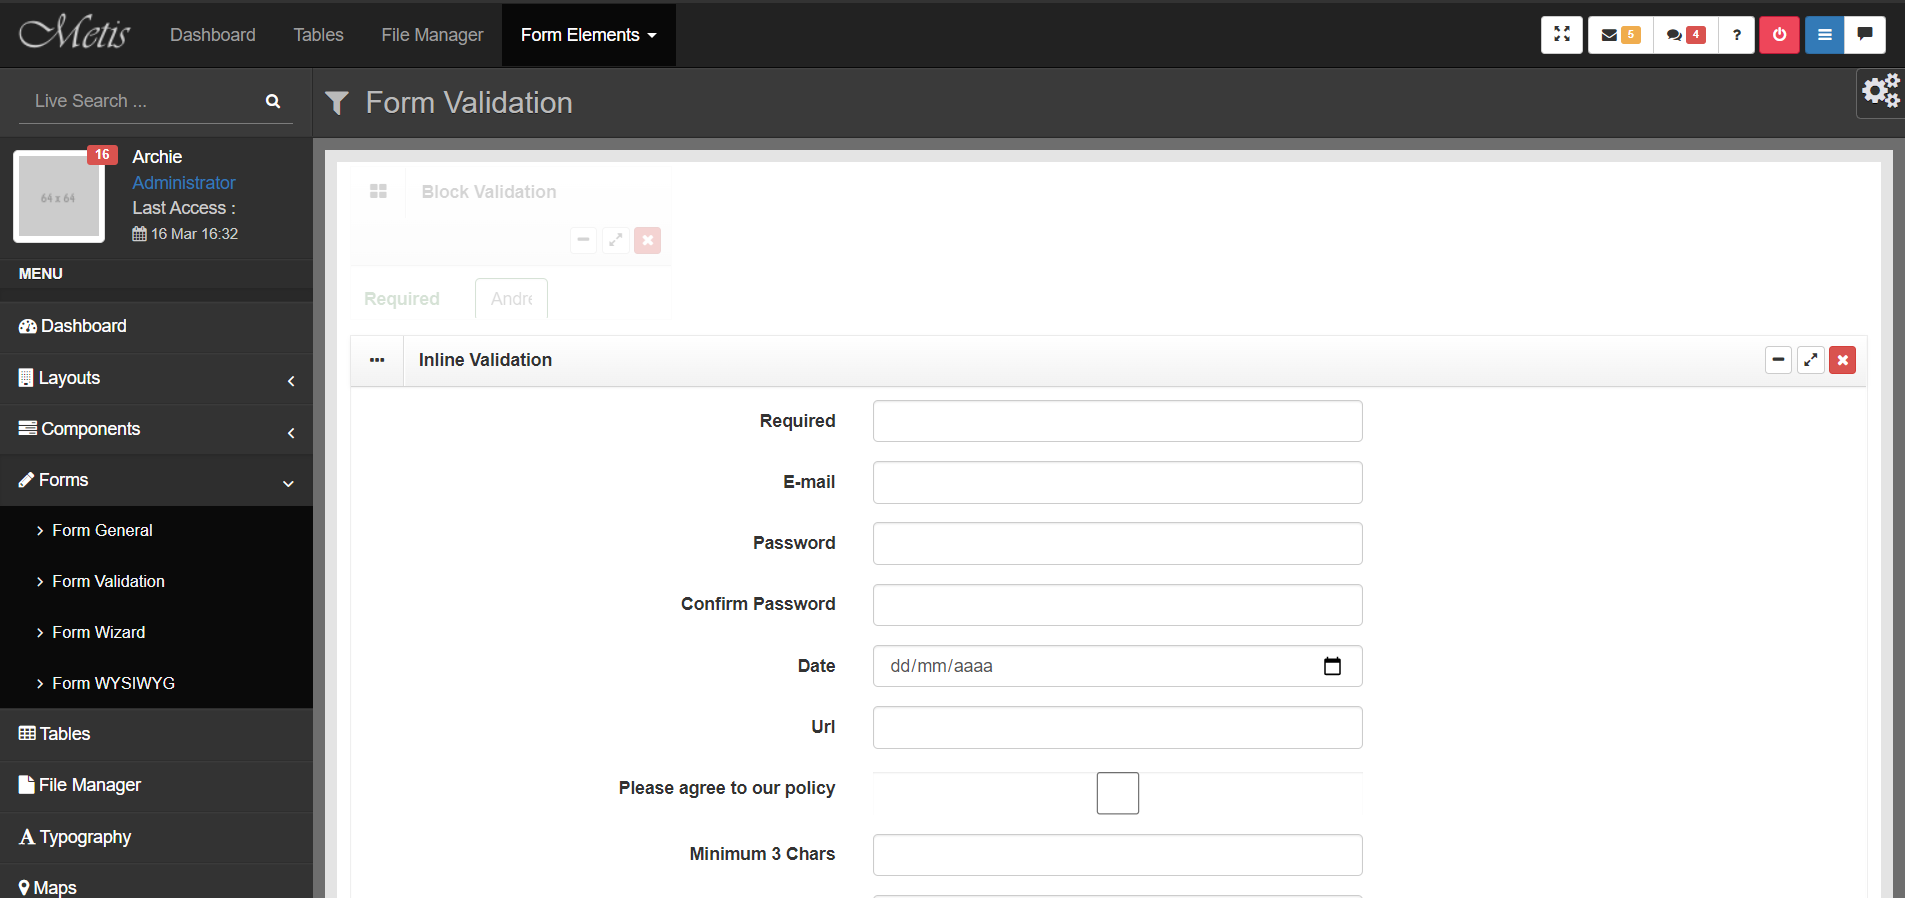 Metis
Dashboard
Tables
File Manager
Form Elements
5
4
?
Live Search ...
Form Validation
16
64 x 64
Archie
Administrator
Last Access :
16 Mar 16:32
MENU
Dashboard
Layouts
Components
Forms
Form General
Form Validation
Form Wizard
Form WYSIWYG
Tables
File Manager
Typography
Maps
Block Validation
Required
Andre
Inline Validation
Required
E-mail
Password
Confirm Password
Date
dd/mm/aaaa
Url
Please agree to our policy
Minimum 3 Chars